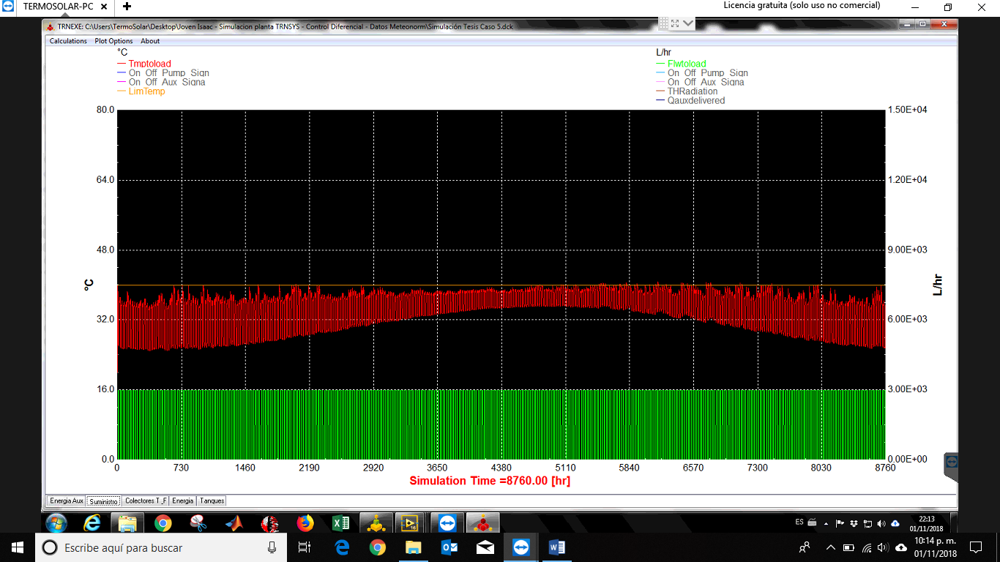 TERMOSOLAR-PC
Licencia gratuita (solo uso no comercial)
TRNEXE: C:\Users\TermoSolar\Desktop\Joven Isaac - Simulacion planta TRNSYS - Control Diferencial - Datos Meteonorm\Simulación Tesis Caso 5.dck
Calculations Plot Options About
°C
Tmptoload
On Off Pump Sign
On Off Aux Signa
LimTemp
L/hr
Flwtoload
On Off Pump Sign
On Off Aux Signa
THRadiation
Qauxdelivered
80.0
64.0
48.0
32.0
16.0
0.0
°C
1.50E+04
1.20E+04
9.00E+03
6.00E+03
3.00E+03
0.00E+00
L/hr
0 730 1460 2190 2920 3650 4380 5110 5840 6570 7300 8030 8760
Simulation Time =8760.00 [hr]
Energia Aux Suministro Colectores T_F Energia Tanques
ES
22:13
01/11/2018
Escribe aquí para buscar
10:14 p. m.
01/11/2018